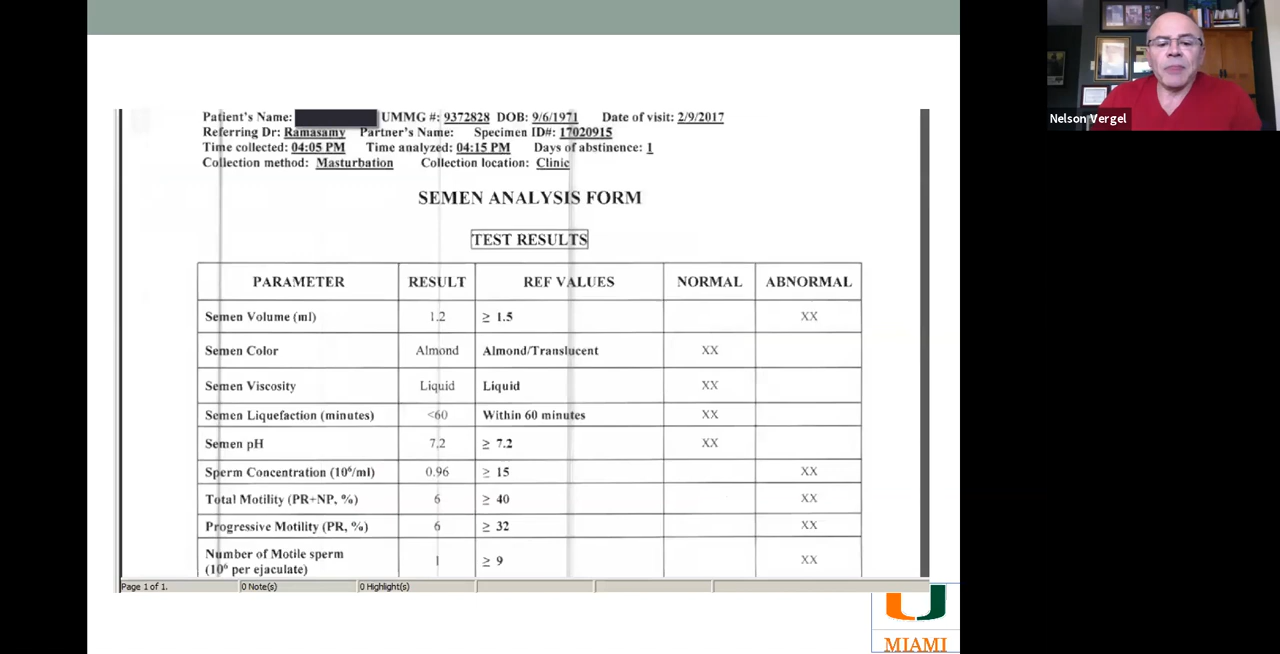 Patient's Name: UMMG #: 9372828 DOB: 9/6/1971 Date of visit: 2/9/2017
Referring Dr: Ramasamy Partner's Name: Specimen ID#: 17020915
Time collected: 04:05 PM Time analyzed: 04:15 PM Days of abstinence: 1
Collection method: Masturbation Collection location: Clinic
SEMEN ANALYSIS FORM
TEST RESULTS
PARAMETER RESULT REF VALUES NORMAL ABNORMAL
Semen Volume (ml) 1.2 ≥ 1.5 XX
Semen Color Almond Almond/Translucent XX
Semen Viscosity Liquid Liquid XX
Semen Liquefaction (minutes) <60 Within 60 minutes XX
Semen pH 7.2 ≥ 7.2 XX
Sperm Concentration (10⁶/ml) 0.96 ≥ 15 XX
Total Motility (PR+NP, %) 6 ≥ 40 XX
Progressive Motility (PR, %) 6 ≥ 32 XX
Number of Motile sperm
(10⁶ per ejaculate) 1 ≥ 9 XX
Page 1 of 1. 0 Note(s) 0 Highlight(s)
U
MIAMI
Nelson Vergel